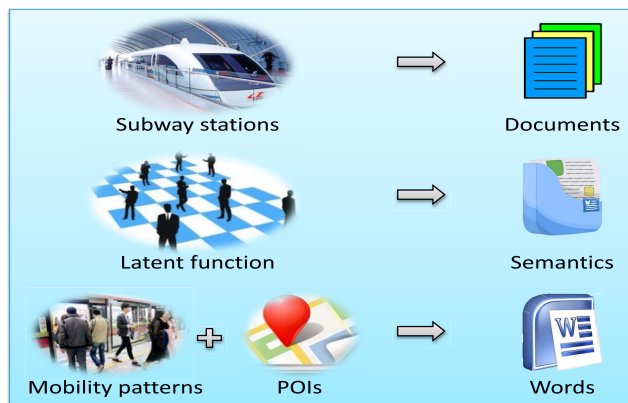 Subway stations
Documents
Latent function
Semantics
Mobility patterns + POIs
Words
W